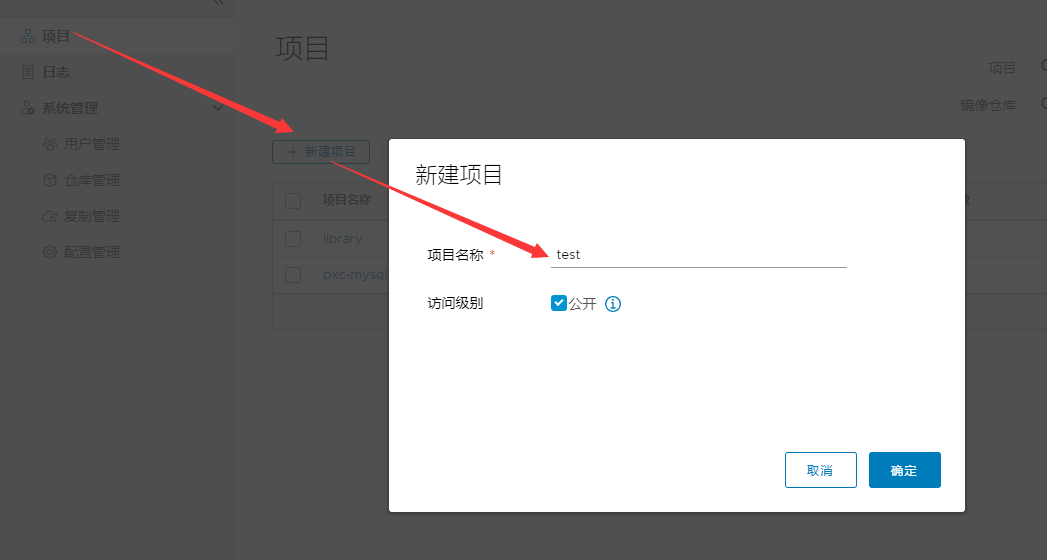 项目
日志
系统管理
用户管理
仓库管理
复制管理
配置管理
项目
项目
镜像仓库
+ 新建项目
项目名称
library
pxc-mysql
新建项目
项目名称 *
test
访问级别
公开
取消
确定